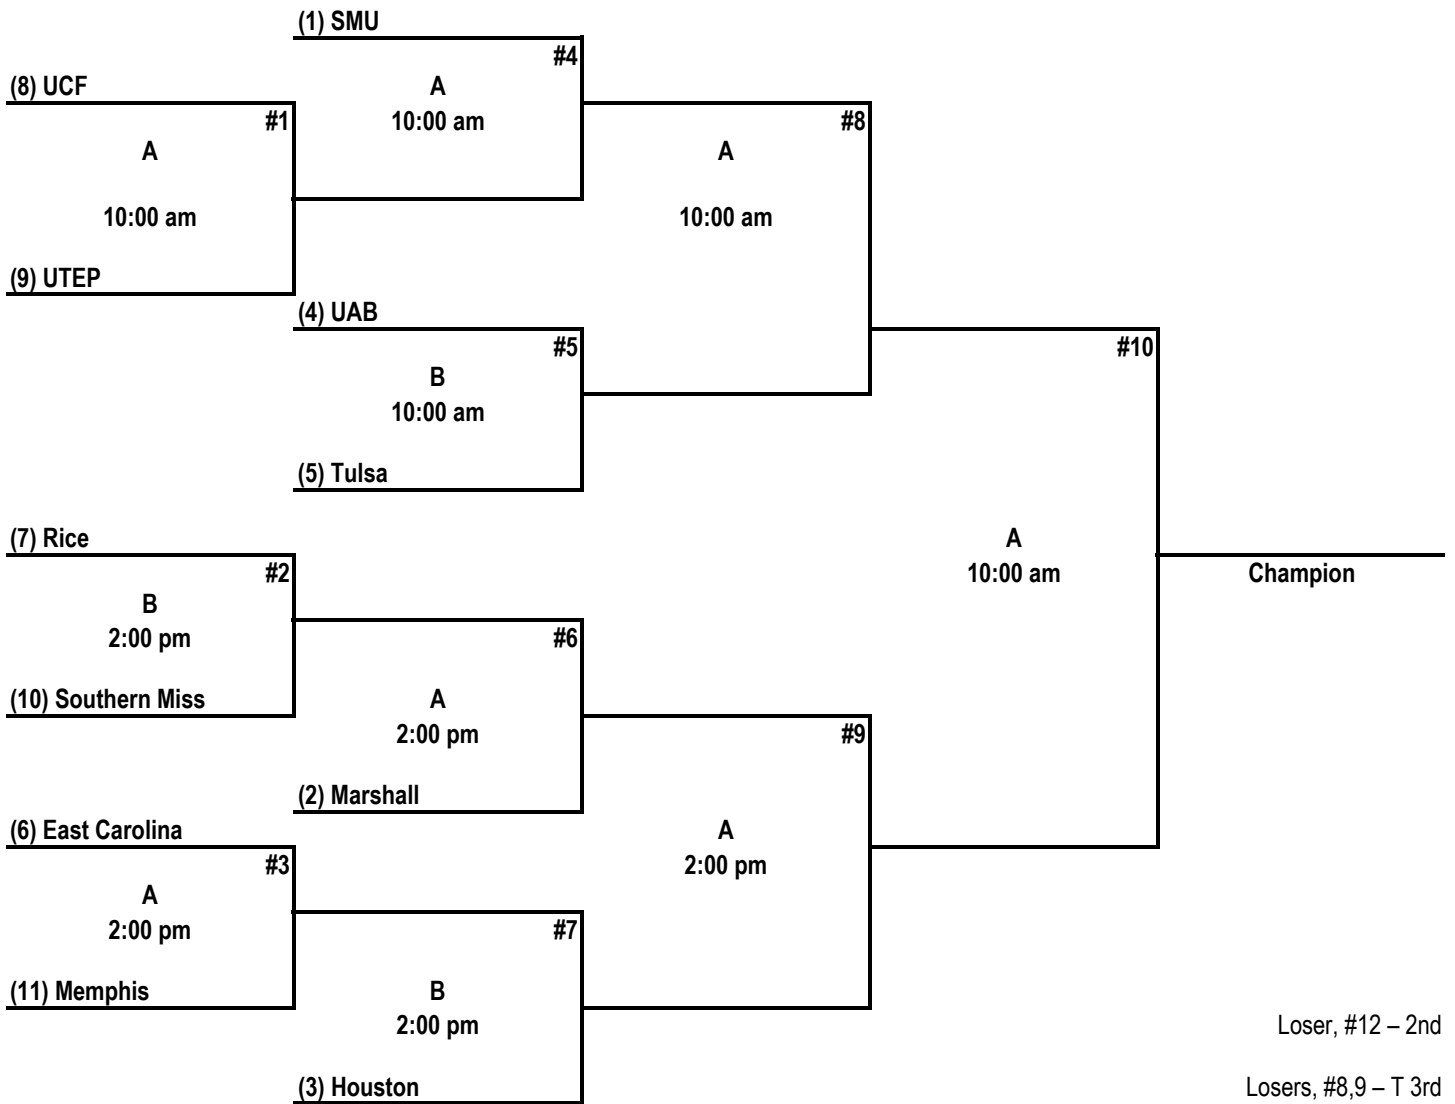 (1) SMU
#4
A
10:00 am
(8) UCF
#1
A
10:00 am
(9) UTEP
#8
A
10:00 am
(4) UAB
#5
B
10:00 am
(5) Tulsa
#10
A
10:00 am
Champion
(7) Rice
#2
B
2:00 pm
(10) Southern Miss
#6
A
2:00 pm
(2) Marshall
#9
A
2:00 pm
(6) East Carolina
#3
A
2:00 pm
(11) Memphis
#7
B
2:00 pm
(3) Houston
Loser, #12 – 2nd
Losers, #8,9 – T 3rd